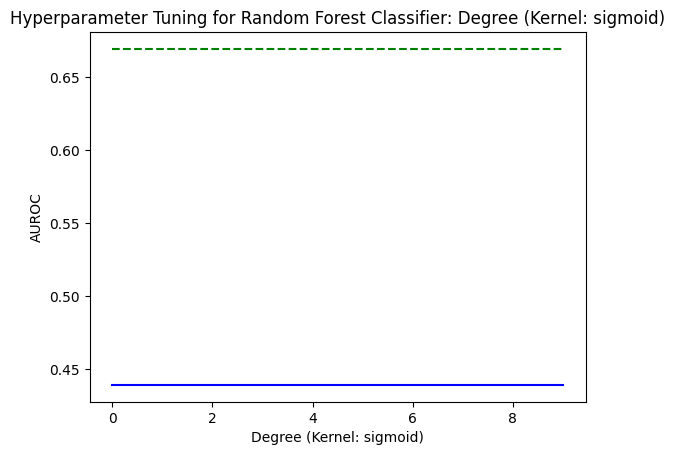 Hyperparameter Tuning for Random Forest Classifier: Degree (Kernel: sigmoid)
0.65
0.60
0.55
0.50
0.45
AUROC
0 2 4 6 8
Degree (Kernel: sigmoid)